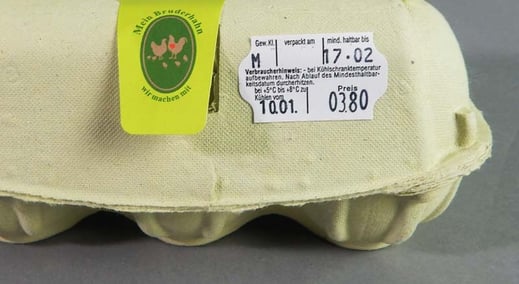 Mein Bruderhahn
wir machen mit
Gew. Kl. verpackt am mind. haltbar bis
M 17-02
Verbraucherhinweis: - bei Kühlschranktemperatur
aufbewahren. Nach Ablauf des Mindesthaltbar-
keitsdatum durcherhitzen.
bei +5°C bis +8°C zu
Kühlen vom Preis
10.01. 03.80